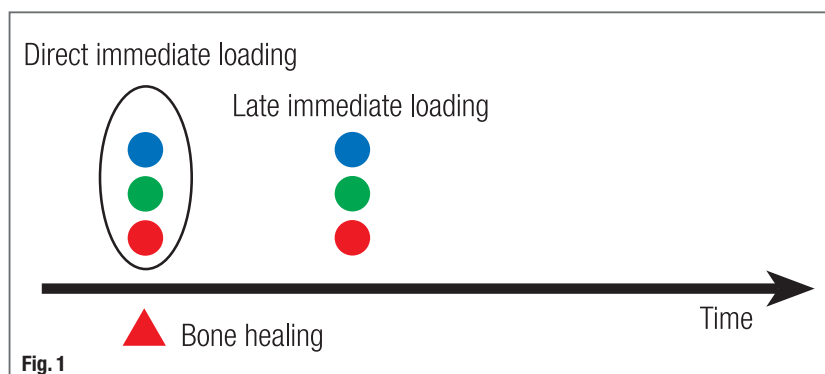 Direct immediate loading
Late immediate loading
Time
Bone healing
Fig. 1